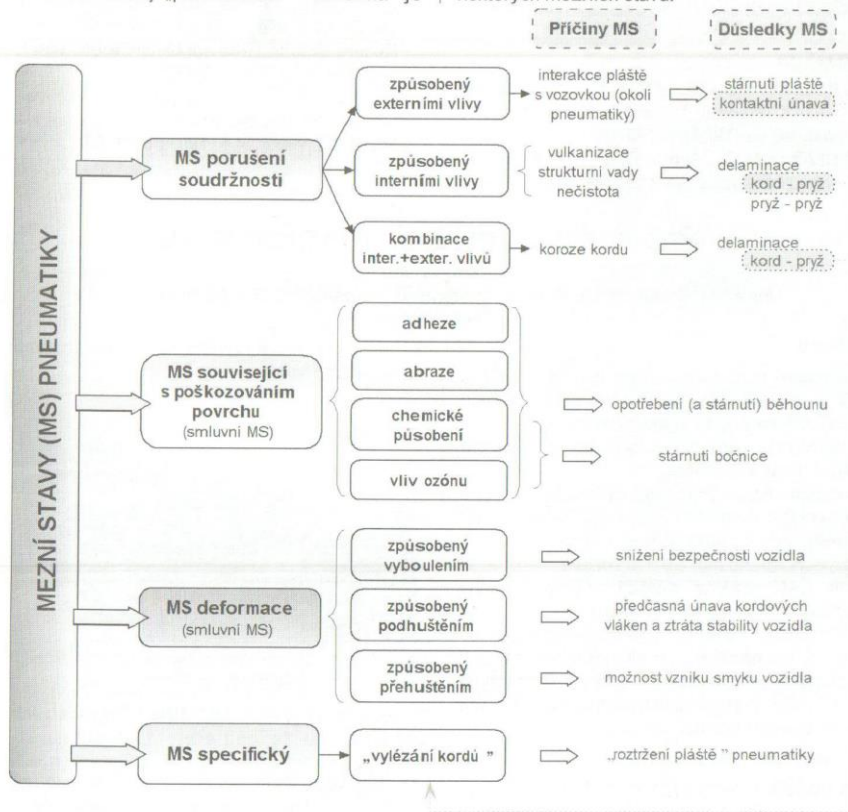 některých mezních stavů.
Příčiny MS
Důsledky MS
MEZNÍ STAVY (MS) PNEUMATIKY
MS porušení
soudržnosti
způsobený
externími vlivy
interakce pláště
s vozovkou (okolí
pneumatiky)
stárnutí pláště
kontaktní únava
způsobený
interními vlivy
vulkanizace
strukturní vady
nečistota
delaminace
kord - pryž
pryž - pryž
kombinace
inter.+exter. vlivů
koroze kordu
delaminace
kord - pryž
MS související
s poškozováním
povrchu
(smluvní MS)
adheze
abraze
chemické
působení
vliv ozónu
opotřebení (a stárnutí) běhounu
stárnutí bočnice
MS deformace
(smluvní MS)
způsobený
vyboulením
snížení bezpečnosti vozidla
způsobený
podhuštěním
předčasná únava kordových
vláken a ztráta stability vozidla
způsobený
přehuštěním
možnost vzniku smyku vozidla
MS specifický
„vylézání kordů ”
„roztržení pláště ” pneumatiky